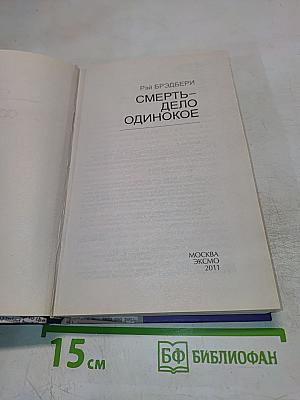 Рэй БРЭДБЕРИ
СМЕРТЬ–
ДЕЛО
ОДИНОКОЕ
МОСКВА
ЭКСМО
2011
15 см
БФ БИБЛИОФАН